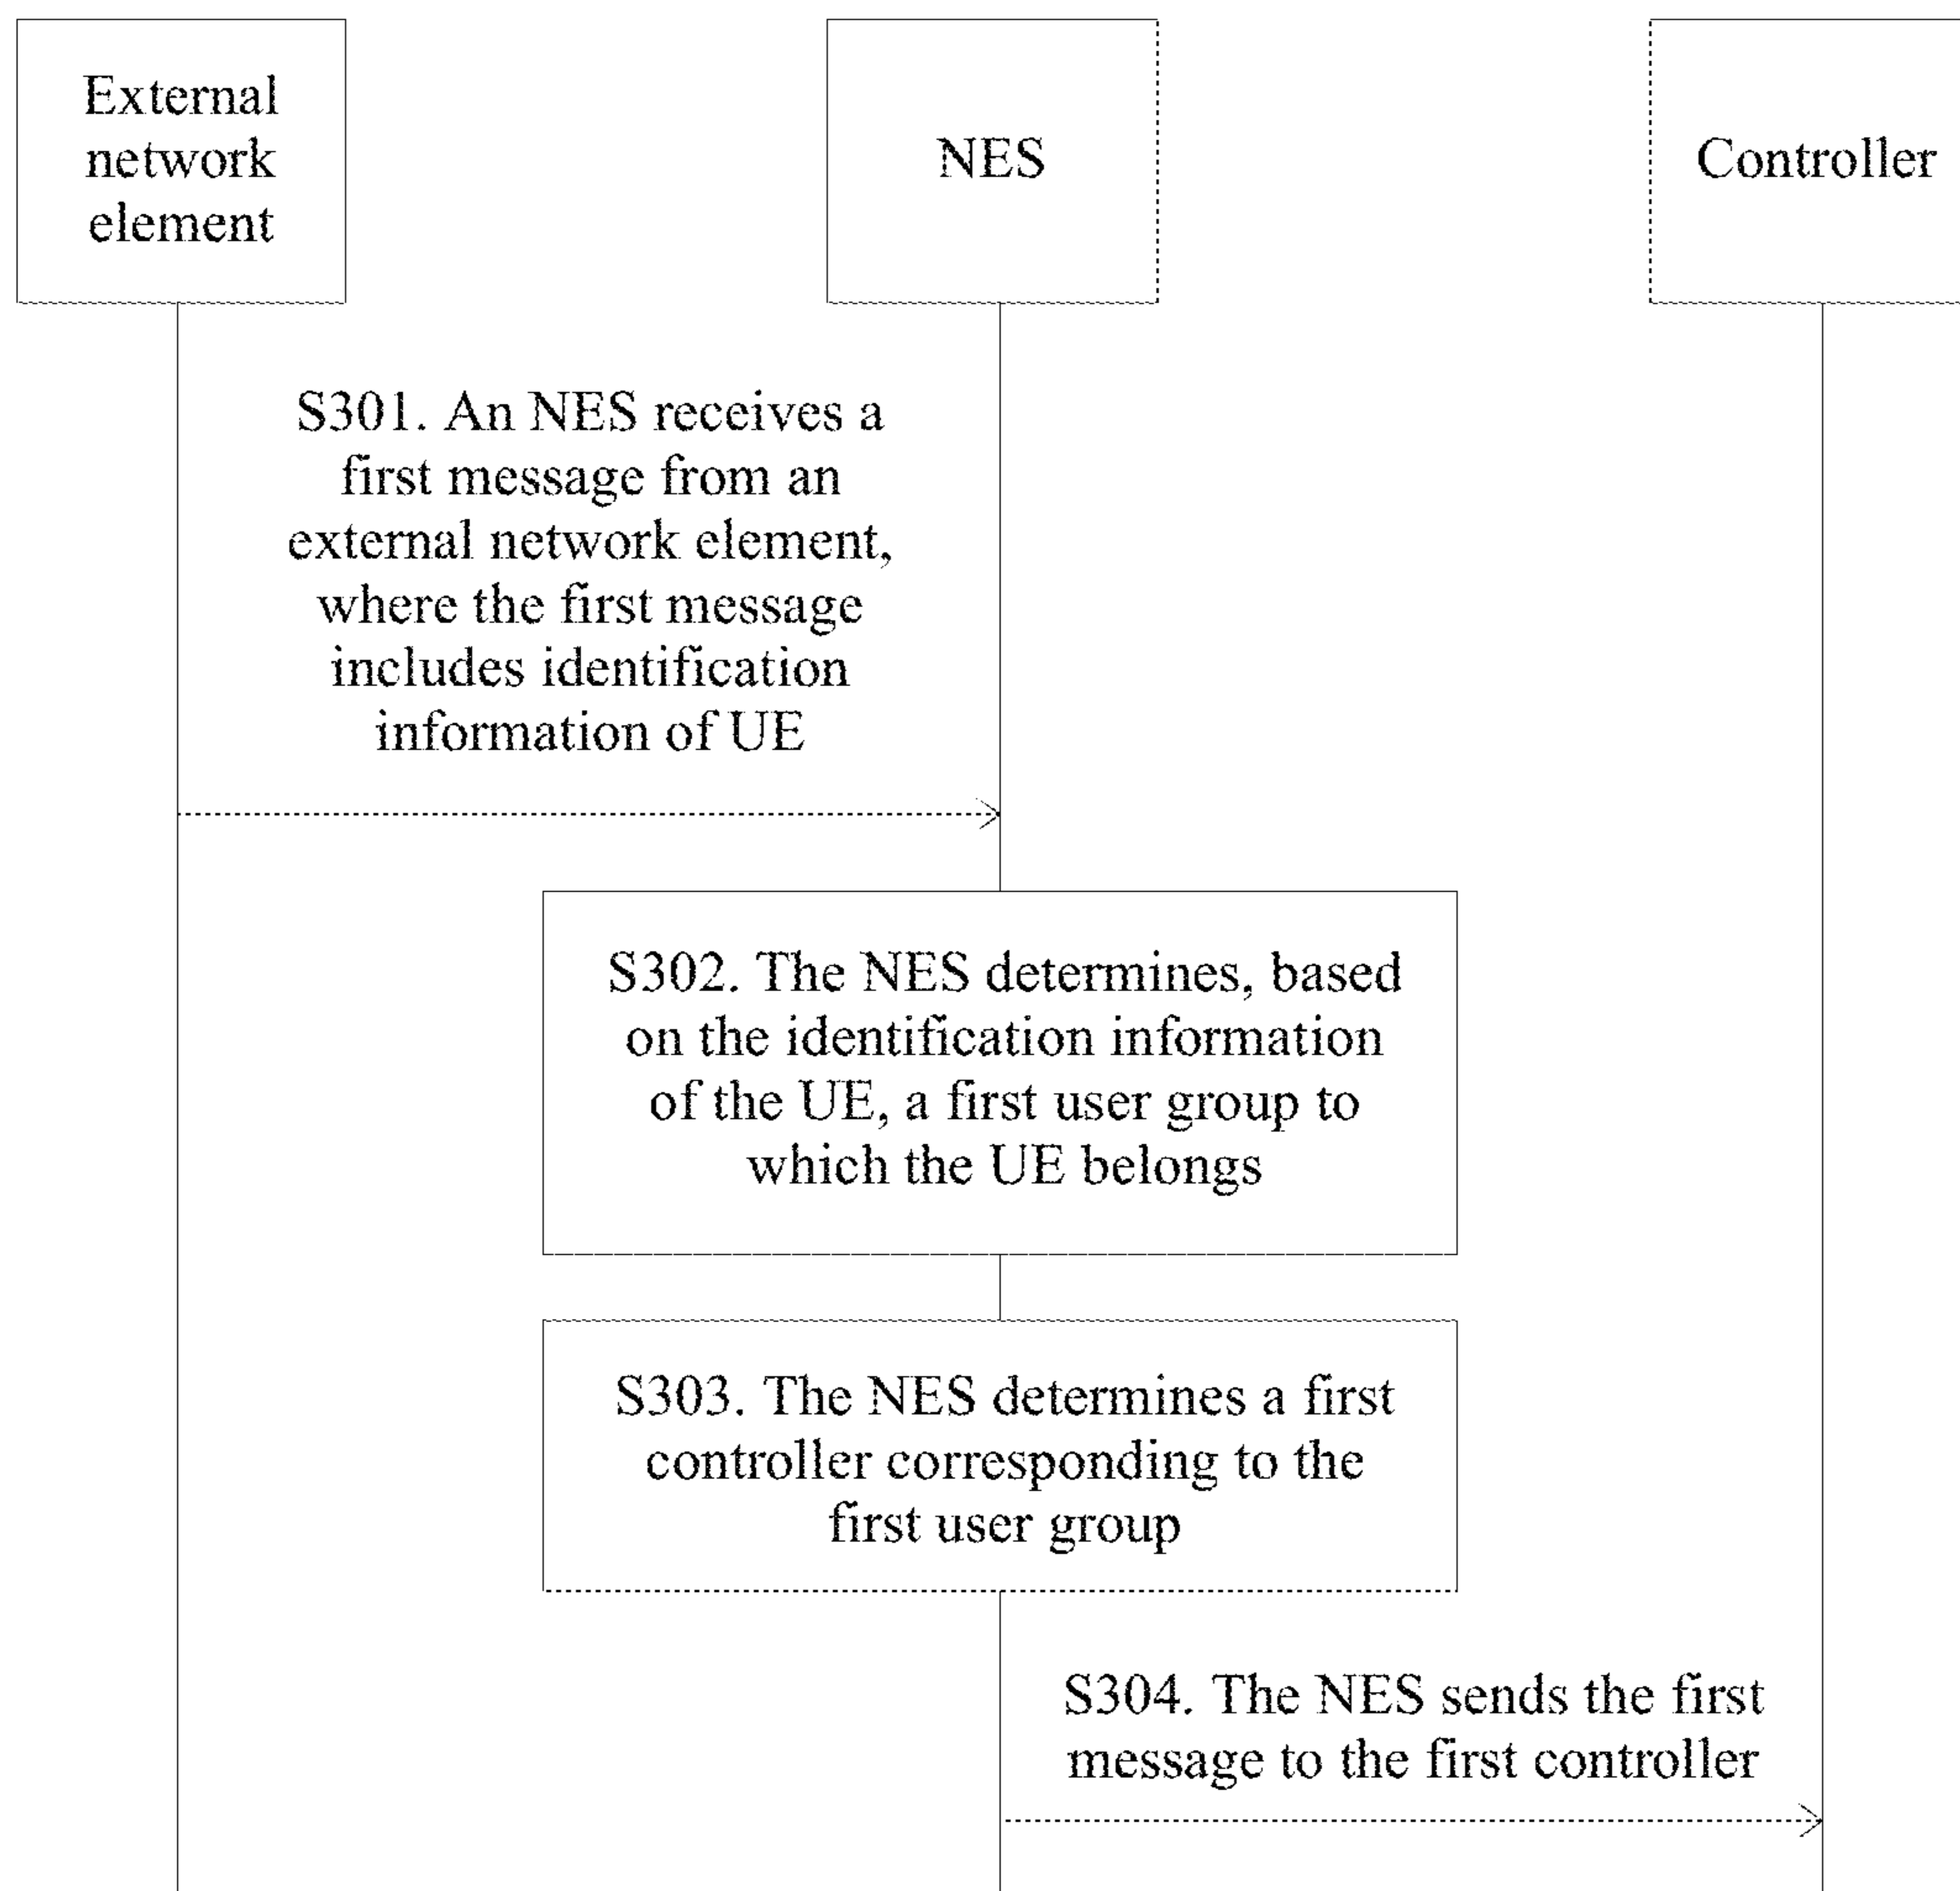 External
network
element
NES
Controller
S301. An NES receives a
first message from an
external network element,
where the first message
includes identification
information of UE
S302. The NES determines, based
on the identification information
of the UE, a first user group to
which the UE belongs
S303. The NES determines a first
controller corresponding to the
first user group
S304. The NES sends the first
message to the first controller